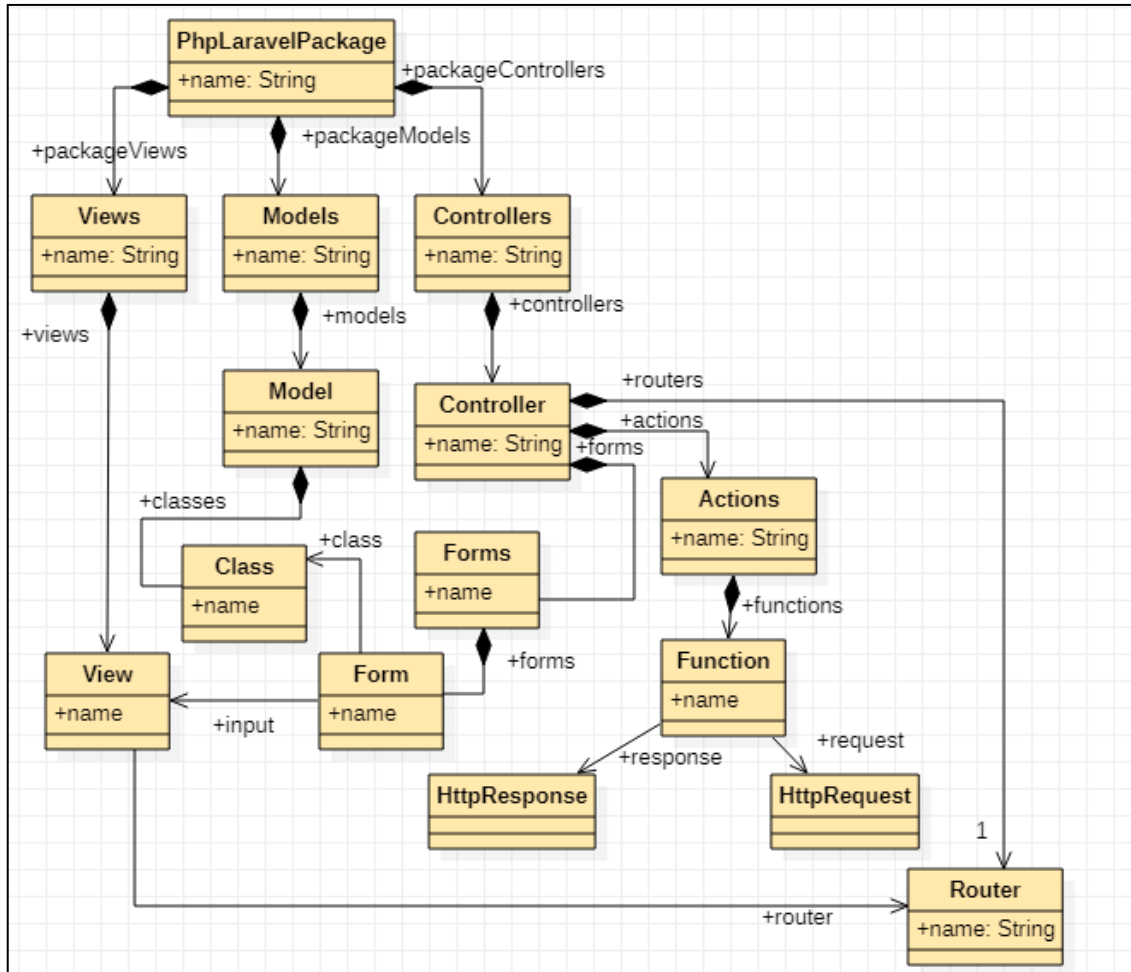 PhpLaravelPackage
+name: String
+packageControllers
+packageModels
+packageViews
Views
+name: String
Models
+name: String
Controllers
+name: String
+views
+models
+controllers
Model
+name: String
Controller
+name: String
+routers
+actions
+forms
+classes
Actions
+name: String
Class
+name
+class
Forms
+name
+functions
View
+name
Form
+name
+forms
Function
+name
+input
+response
+request
HttpResponse
HttpRequest
1
Router
+name: String
+router